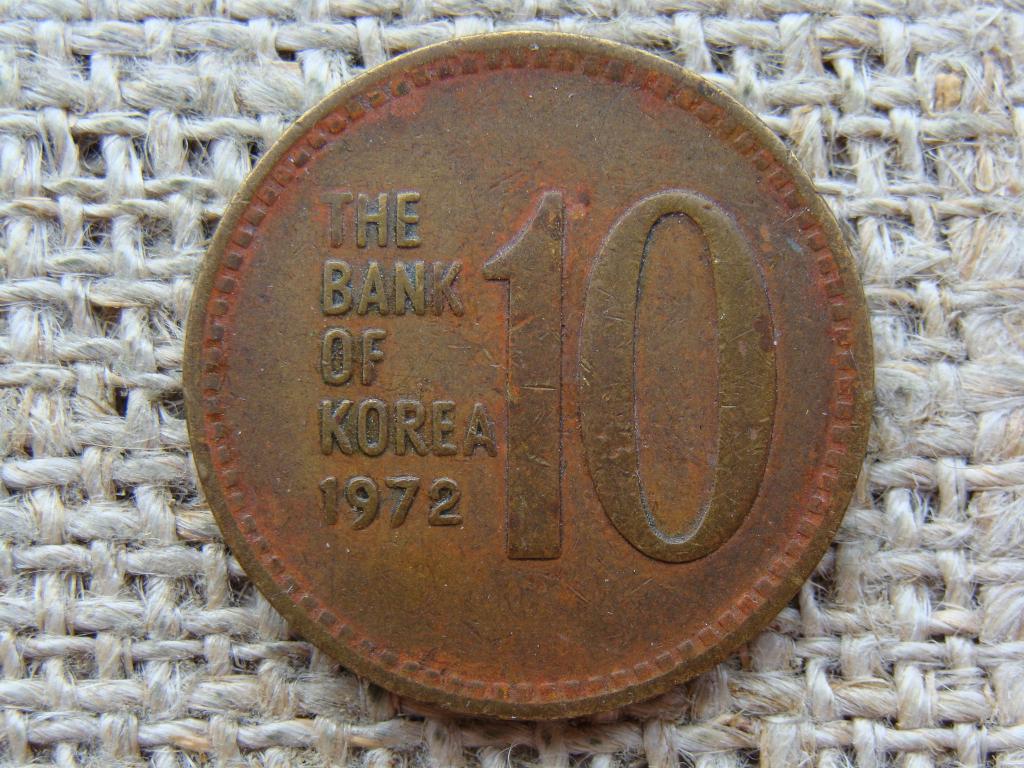 THE
BANK
OF
KOREA
1972
10